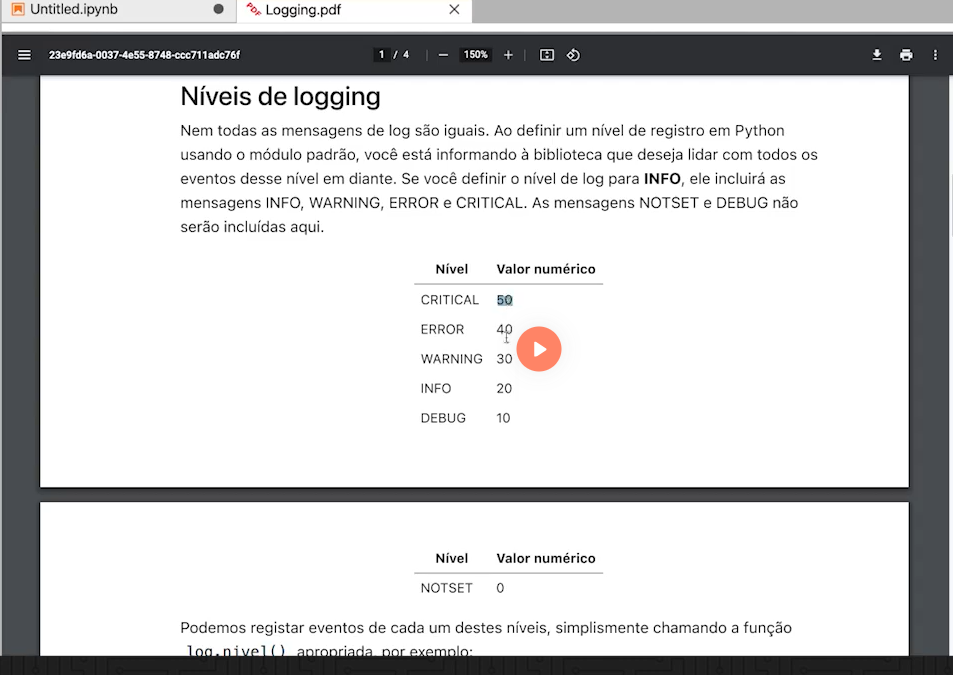 Untitled.ipynb
Logging.pdf
23e9fd6a-0037-4e55-8748-ccc711adc76f
1 / 4
150%
Níveis de logging
Nem todas as mensagens de log são iguais. Ao definir um nível de registro em Python
usando o módulo padrão, você está informando à biblioteca que deseja lidar com todos os
eventos desse nível em diante. Se você definir o nível de log para INFO, ele incluirá as
mensagens INFO, WARNING, ERROR e CRITICAL. As mensagens NOTSET e DEBUG não
serão incluídas aqui.
Nível Valor numérico
CRITICAL 50
ERROR 40
WARNING 30
INFO 20
DEBUG 10
Nível Valor numérico
NOTSET 0
Podemos registar eventos de cada um destes níveis, simplismente chamando a função
log.nivel() apropriada, por exemplo: